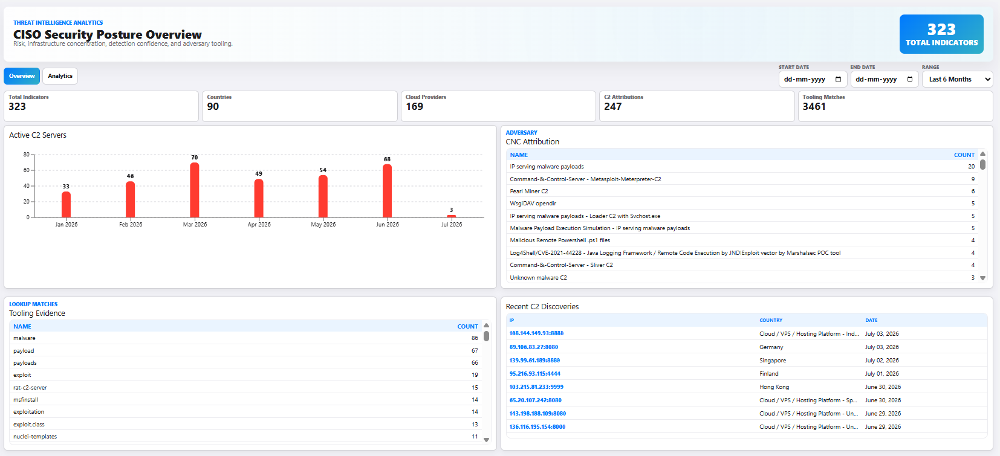 THREAT INTELLIGENCE ANALYTICS
CISO Security Posture Overview
Risk, infrastructure concentration, detection confidence, and adversary tooling.
323
TOTAL INDICATORS
Overview
Analytics
START DATE
dd-mm-yyyy
END DATE
dd-mm-yyyy
RANGE
Last 6 Months
Total Indicators
323
Countries
90
Cloud Providers
169
C2 Attributions
247
Tooling Matches
3461
Active C2 Servers
80
60
40
20
0
33
46
70
49
54
68
3
Jan 2026
Feb 2026
Mar 2026
Apr 2026
May 2026
Jun 2026
Jul 2026
ADVERSARY
CNC Attribution
NAME COUNT
IP serving malware payloads 20
Command-&-Control-Server - Metasploit-Meterpreter-C2 9
Pearl Miner C2 6
WsgiDAV opendir 5
IP serving malware payloads - Loader C2 with Svchost.exe 5
Malware Payload Execution Simulation - IP serving malware payloads 5
Malicious Remote Powershell .ps1 files 4
Log4Shell/CVE-2021-44228 - Java Logging Framework / Remote Code Execution by JNDIExploit vector by Marshalsec POC tool 4
Command-&-Control-Server - Sliver C2 4
Unknown malware C2 3
LOOKUP MATCHES
Tooling Evidence
NAME COUNT
malware 86
payload 67
payloads 66
exploit 19
rat-c2-server 15
msfinstall 14
exploitation 14
exploit.class 13
nuclei-templates 11
Recent C2 Discoveries
IP COUNTRY DATE
168.144.149.93:8888 Cloud / VPS / Hosting Platform - Ind... July 03, 2026
89.106.83.27:8080 Germany July 03, 2026
139.99.61.189:8888 Singapore July 02, 2026
95.216.93.115:4444 Finland July 01, 2026
103.215.81.233:9999 Hong Kong June 30, 2026
65.20.107.242:8080 Cloud / VPS / Hosting Platform - Sp... June 30, 2026
143.198.188.109:8080 Cloud / VPS / Hosting Platform - Un... June 29, 2026
136.116.195.154:8000 Cloud / VPS / Hosting Platform - Un... June 29, 2026